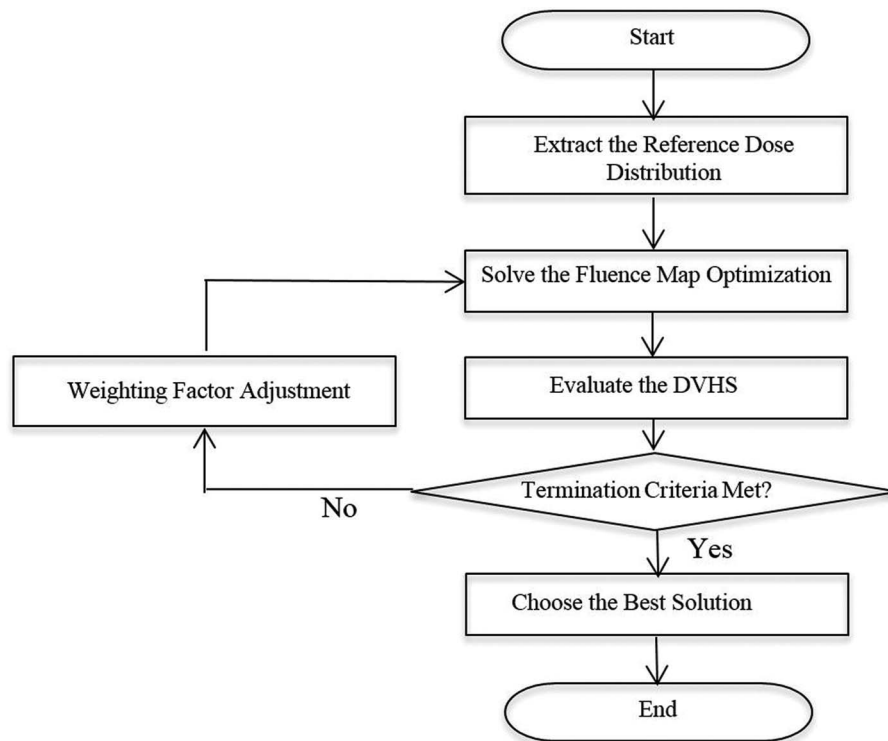 Start
Extract the Reference Dose
Distribution
Solve the Fluence Map Optimization
Weighting Factor Adjustment
Evaluate the DVHS
Termination Criteria Met?
No
Yes
Choose the Best Solution
End